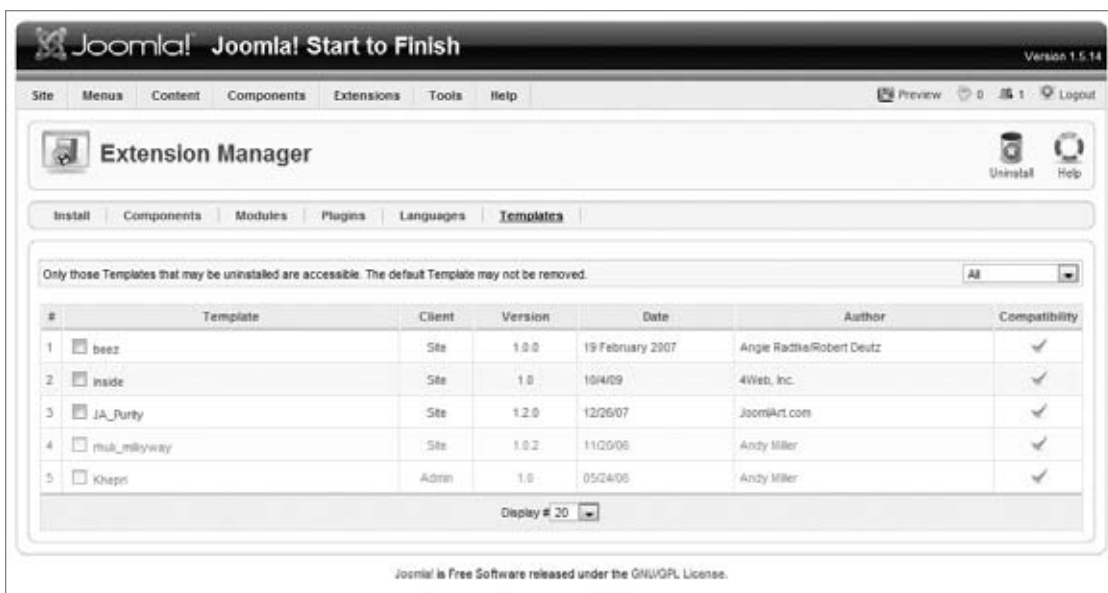 Joomla! Joomla! Start to Finish
Version 1.5.14
Site Menus Content Components Extensions Tools Help Preview 0 1 Logout
Extension Manager
Uninstall Help
Install Components Modules Plugins Languages Templates
Only those Templates that may be uninstalled are accessible. The default Template may not be removed. All
# Template Client Version Date Author Compatibility
1 beez Site 1.0.0 19 February 2007 Angie Radtke/Robert Deutz
2 inside Site 1.0 10/4/09 4Web, Inc.
3 JA_Purity Site 1.2.0 12/26/07 JoomlArt.com
4 rhuk_milkyway Site 1.0.2 11/20/06 Andy Miller
5 Khepri Admin 1.0 05/24/06 Andy Miller
Display # 20
Joomla! is Free Software released under the GNU/GPL License.